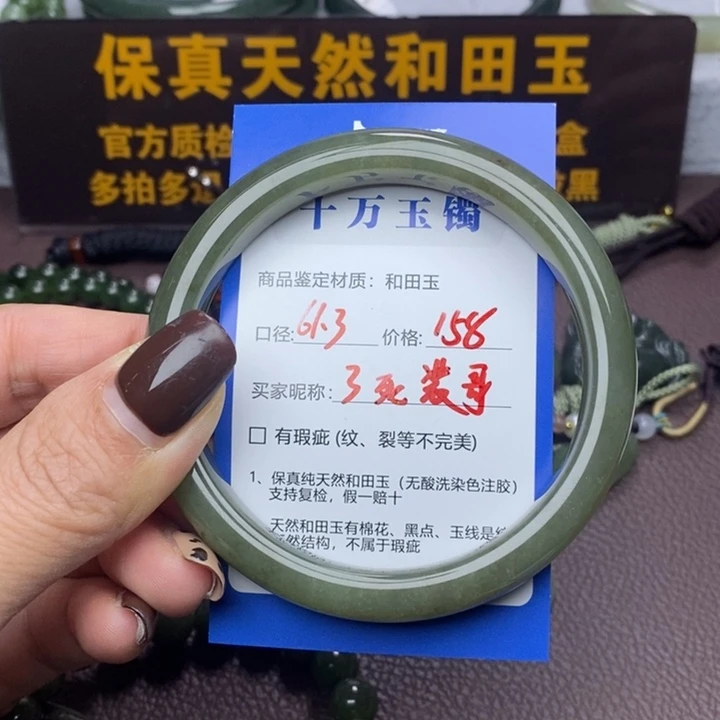 保真天然和田玉
官方质检
盒
多拍多
黑
十万玉镯
商品鉴定材质：和田玉
口径:61.3 价格:158
买家昵称:
□ 有瑕疵 (纹、裂等不完美)
1、保真纯天然和田玉（无酸洗染色注胶）
支持复检，假一赔十
天然和田玉有棉花、黑点、玉线是
然结构，不属于瑕疵